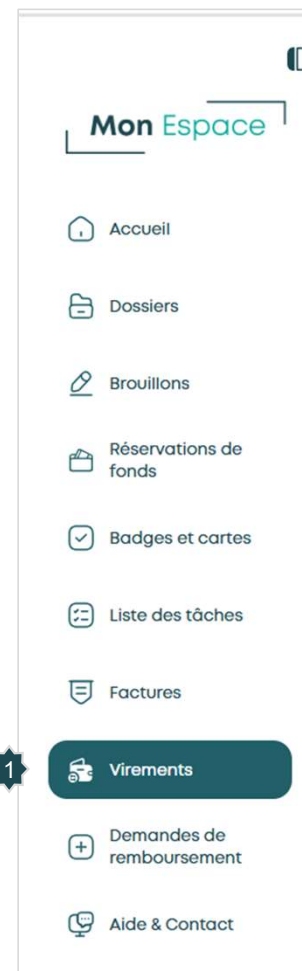 Mon Espace
Accueil
Dossiers
Brouillons
Réservations de
fonds
Badges et cartes
Liste des tâches
Factures
1
Virements
Demandes de
remboursement
Aide & Contact